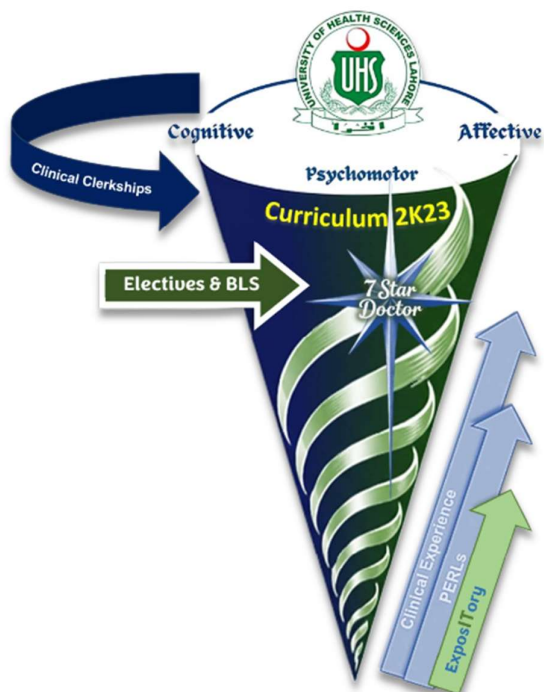 UNIVERSITY OF HEALTH SCIENCES LAHORE
UHS
اقرأ
Cognitive
Affective
Psychomotor
Clinical Clerkships
Curriculum 2K23
Electives & BLS
7 Star
Doctor
Clinical Experience
PERLs
ExposITory